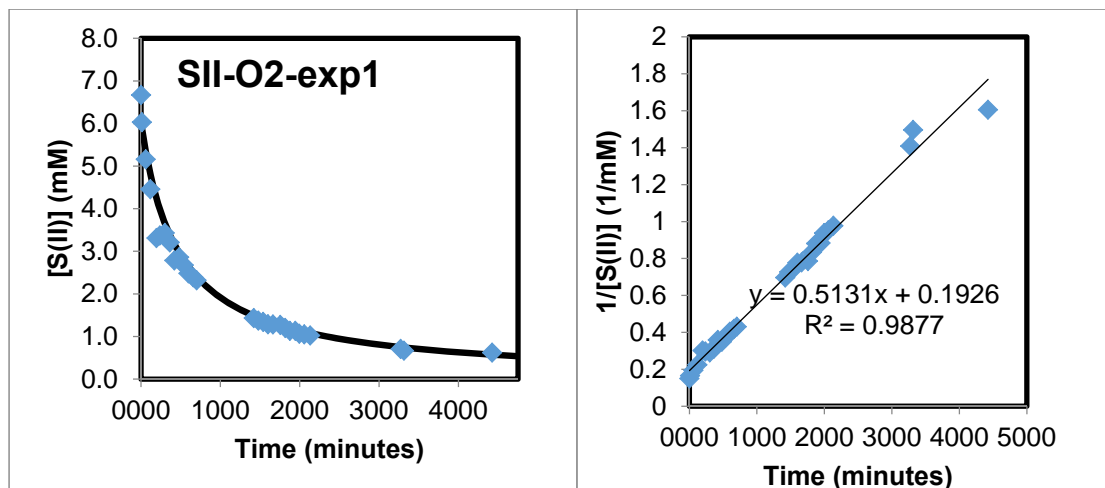 8.0
7.0
6.0
5.0
4.0
3.0
2.0
1.0
0.0
[S(II)] (mM)
SII-O2-exp1
0000 1000 2000 3000 4000
Time (minutes)
2
1.8
1.6
1.4
1.2
1
0.8
0.6
0.4
0.2
0
1/[S(II)] (1/mM)
y = 0.5131x + 0.1926
R² = 0.9877
0000 1000 2000 3000 4000 5000
Time (minutes)